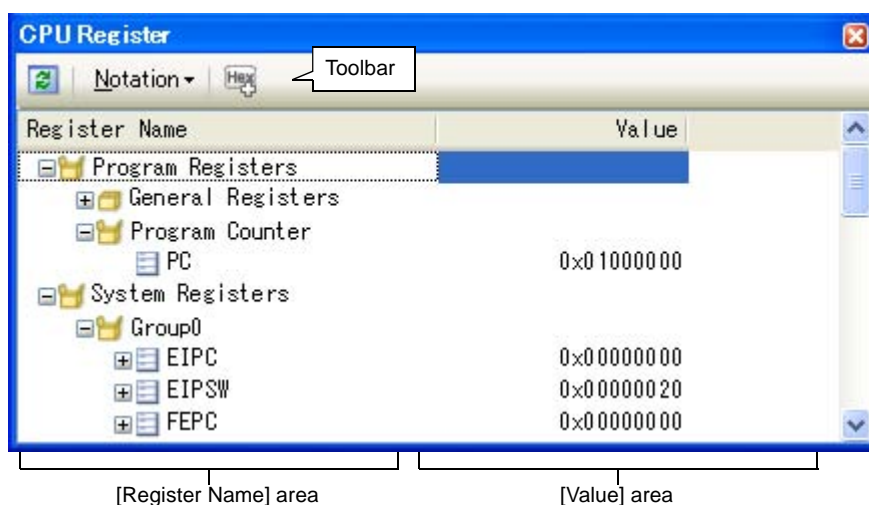 CPU Register
Toolbar
Notation
Hex
Register Name Value
Program Registers
General Registers
Program Counter
PC 0x01000000
System Registers
Group0
EIPC 0x00000000
EIPSW 0x00000020
FEPC 0x00000000
[Register Name] area [Value] area